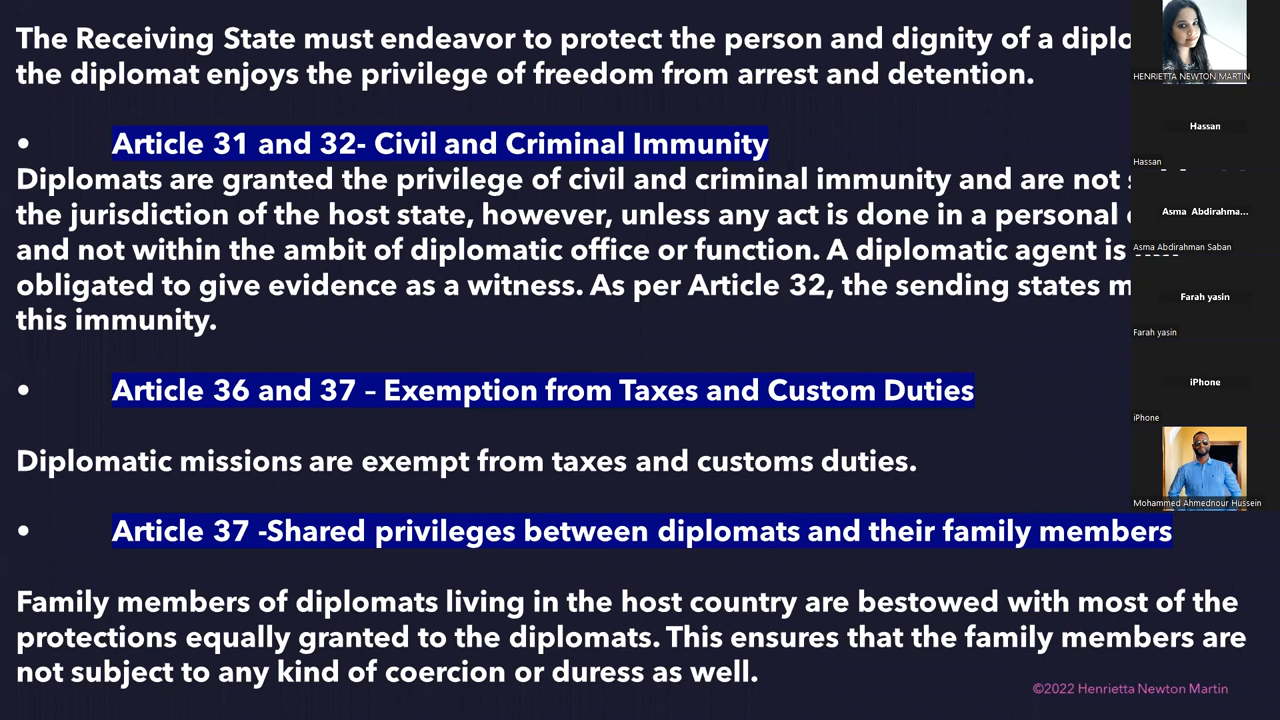 The Receiving State must endeavor to protect the person and dignity of a diplo
the diplomat enjoys the privilege of freedom from arrest and detention.
• Article 31 and 32- Civil and Criminal Immunity
Diplomats are granted the privilege of civil and criminal immunity and are not
the jurisdiction of the host state, however, unless any act is done in a personal
and not within the ambit of diplomatic office or function. A diplomatic agent is
obligated to give evidence as a witness. As per Article 32, the sending states
this immunity.
• Article 36 and 37 – Exemption from Taxes and Custom Duties
Diplomatic missions are exempt from taxes and customs duties.
• Article 37 -Shared privileges between diplomats and their family members
Family members of diplomats living in the host country are bestowed with most of the
protections equally granted to the diplomats. This ensures that the family members are
not subject to any kind of coercion or duress as well.
©2022 Henrietta Newton Martin
HENRIETTA NEWTON MARTIN
Hassan
Hassan
Asma Abdirahma...
Asma Abdirahman Saban
Farah yasin
Farah yasin
iPhone
iPhone
Mohammed Ahmednour Hussein